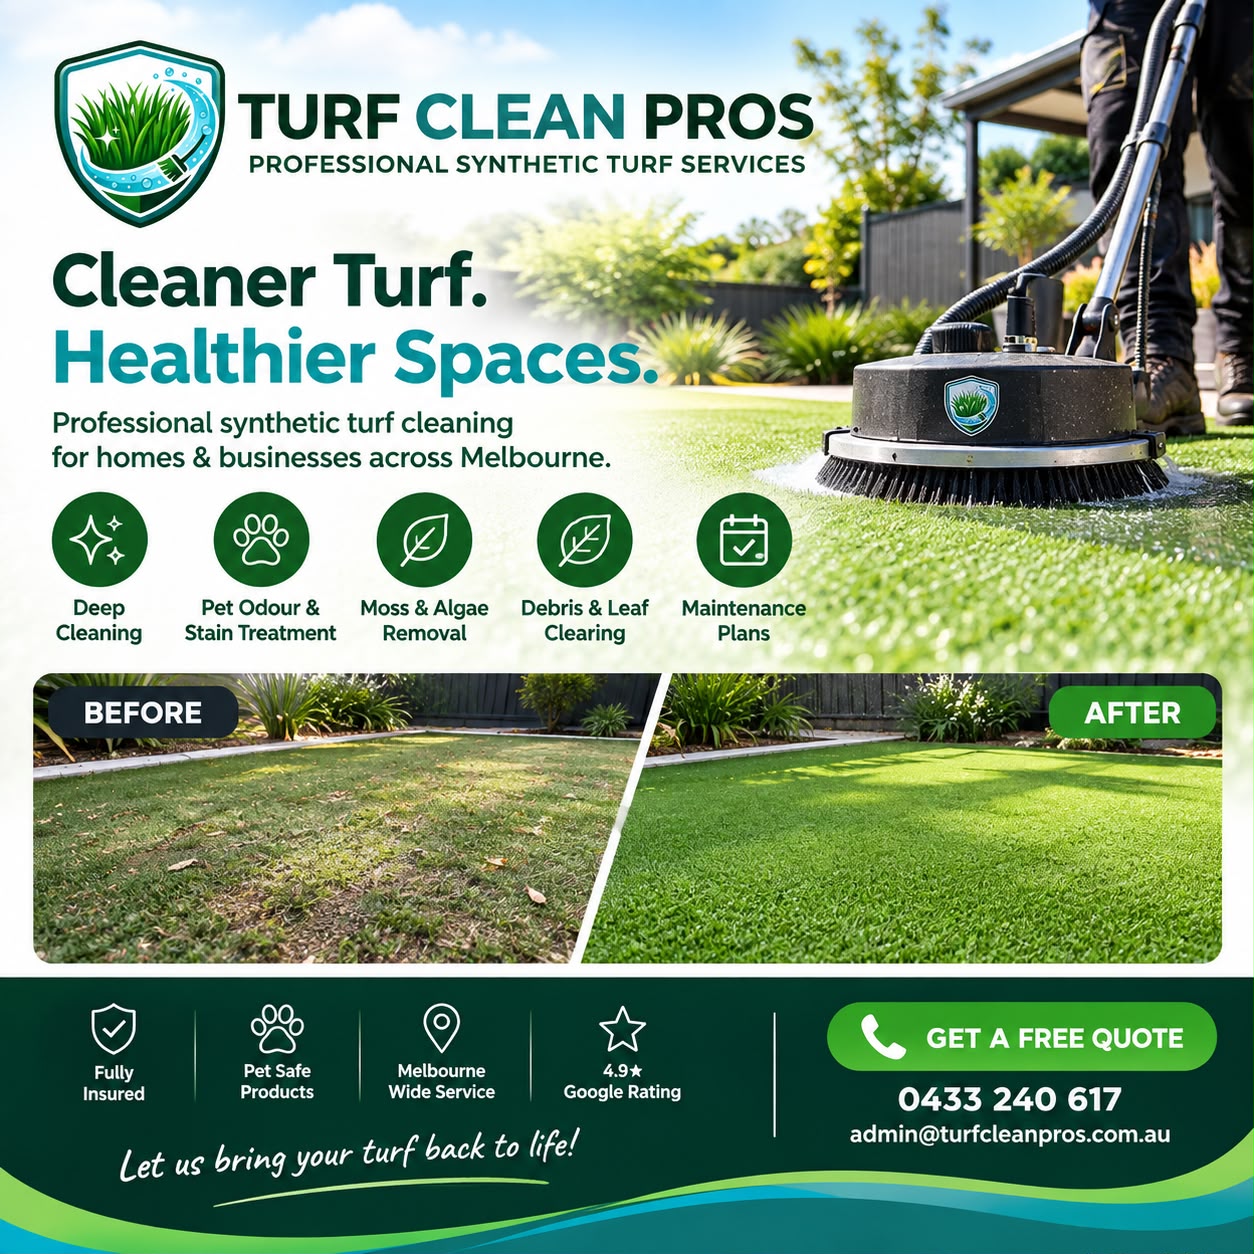 TURF CLEAN PROS
PROFESSIONAL SYNTHETIC TURF SERVICES
Cleaner Turf.
Healthier Spaces.
Professional synthetic turf cleaning
for homes & businesses across Melbourne.
Deep
Cleaning
Pet Odour &
Stain Treatment
Moss & Algae
Removal
Debris & Leaf
Clearing
Maintenance
Plans
BEFORE
AFTER
Fully
Insured
Pet Safe
Products
Melbourne
Wide Service
4.9★
Google Rating
GET A FREE QUOTE
0433 240 617
admin@turfcleanpros.com.au
Let us bring your turf back to life!